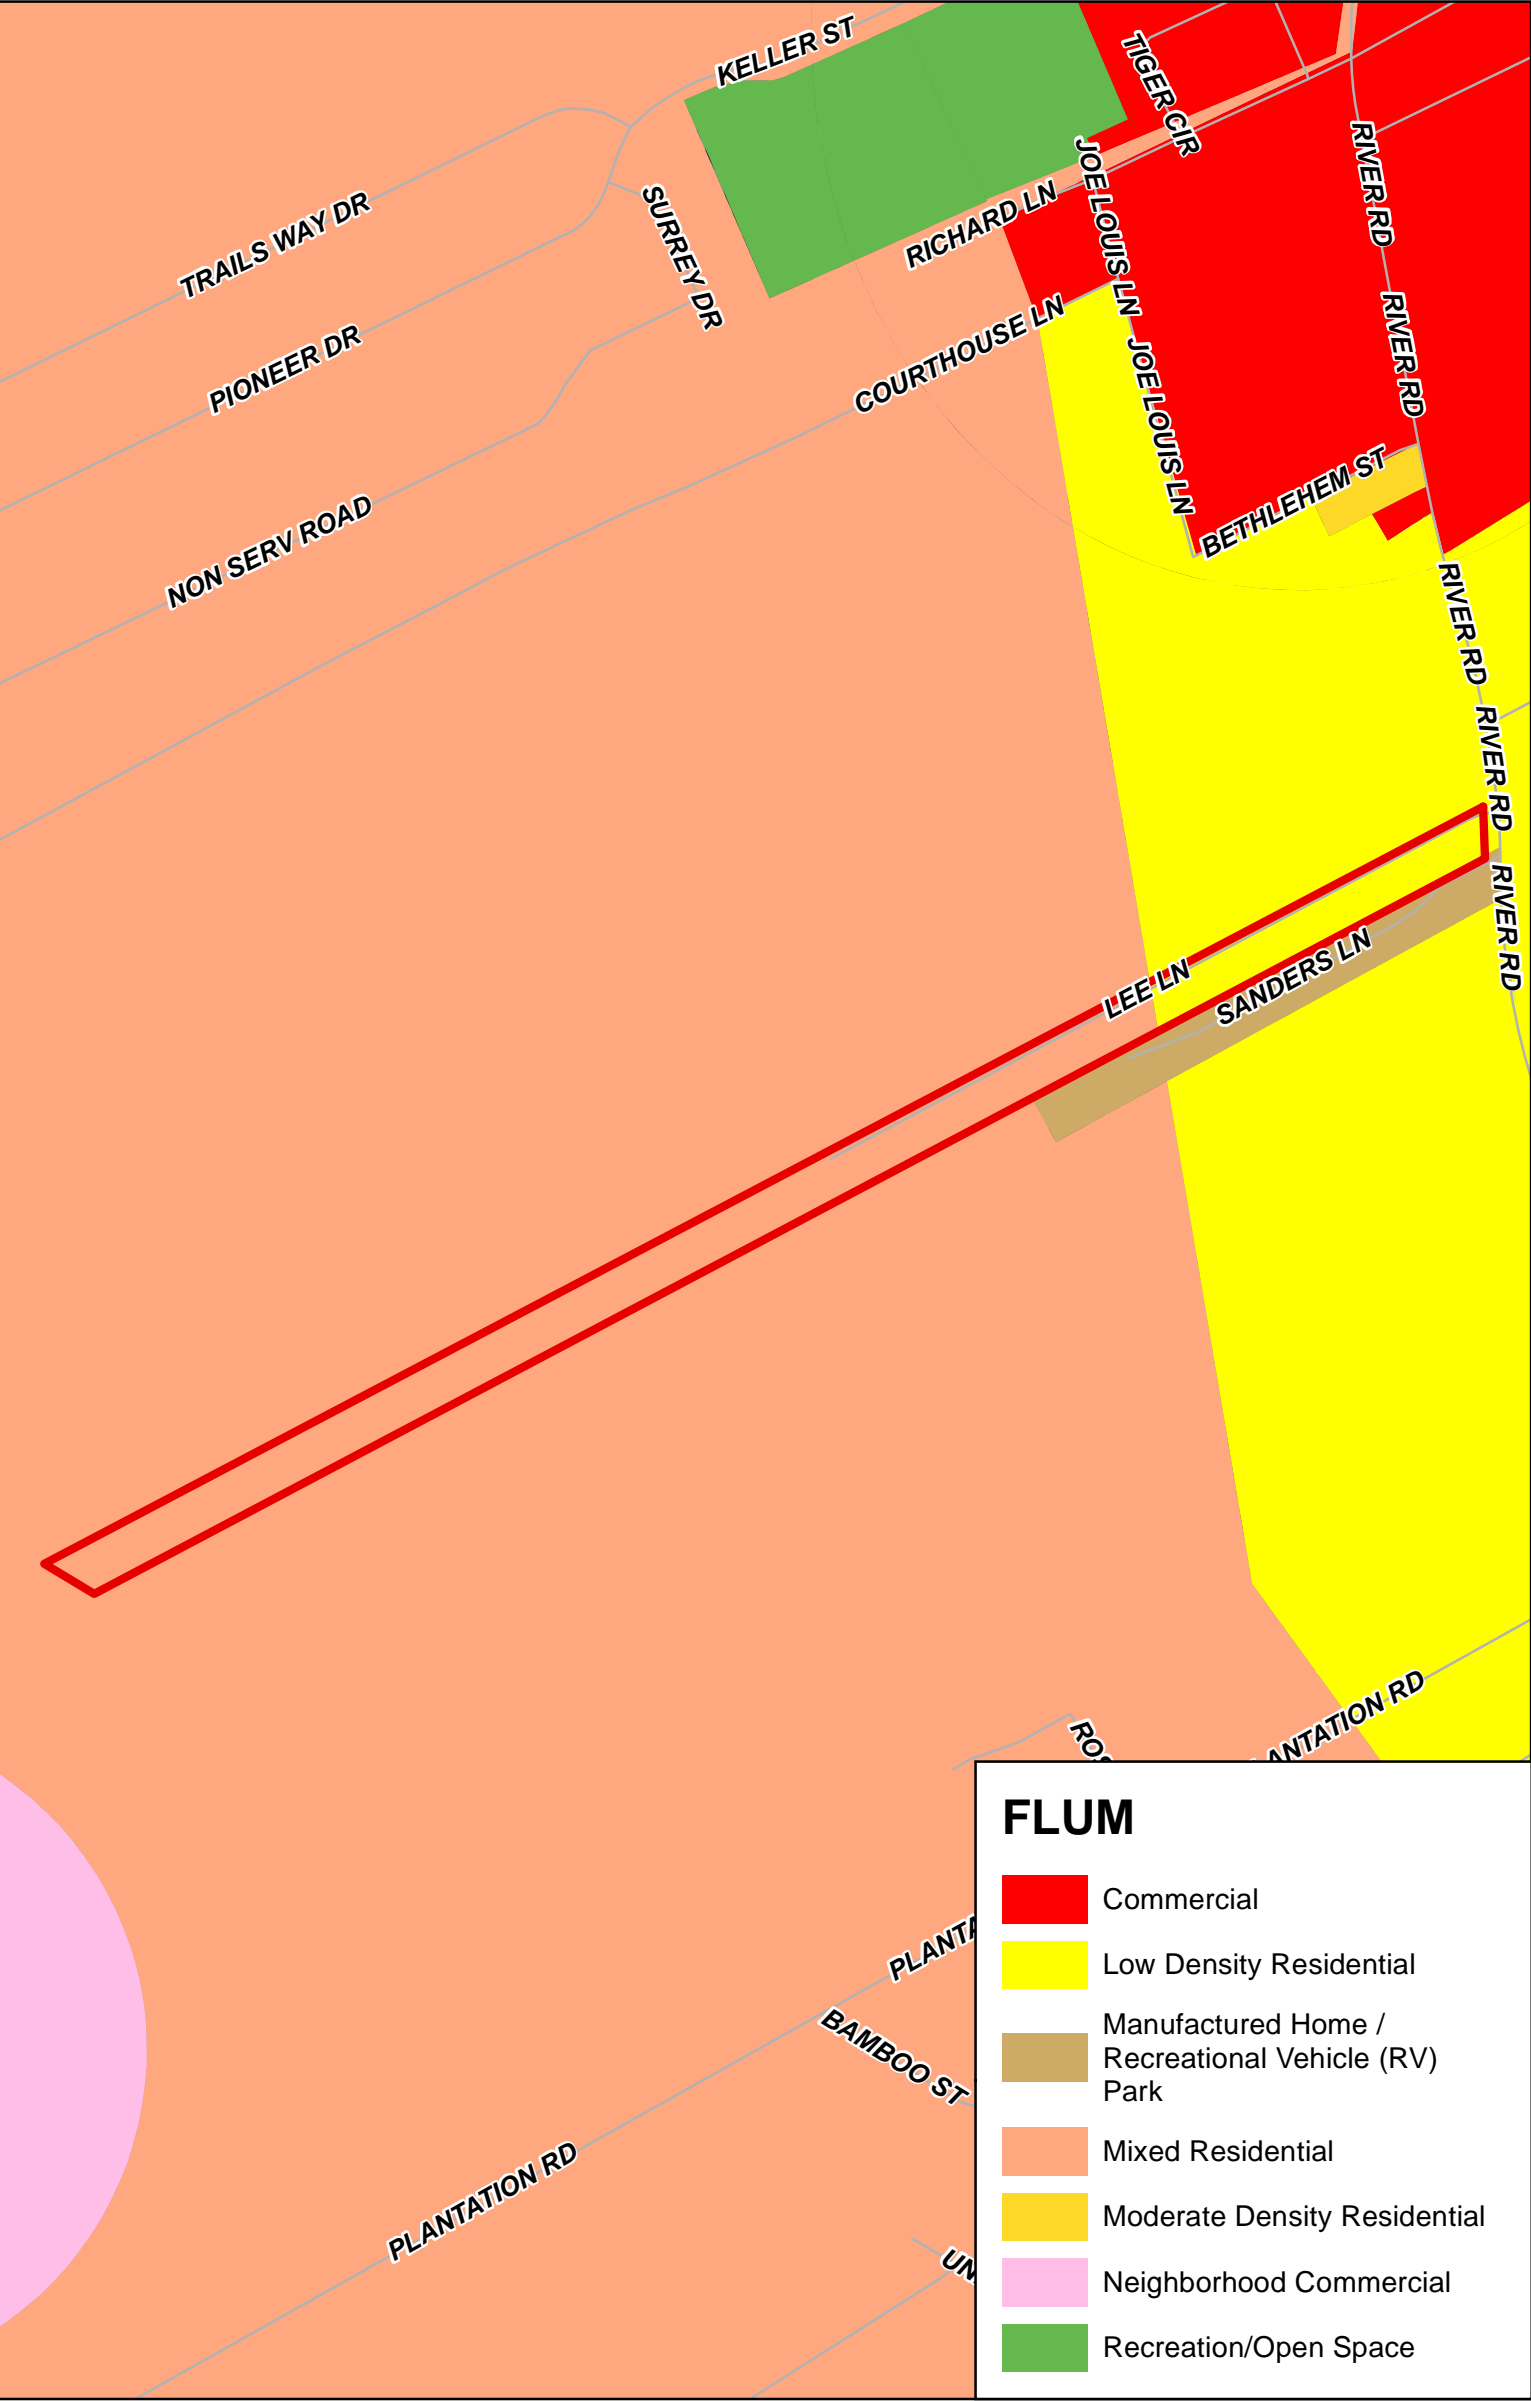 KELLER ST
TIGER CIR
RIVER RD
JOE LOUIS LN
TRAILS WAY DR
SURREY DR
RICHARD LN
PIONEER DR
COURTHOUSE LN
RIVER RD
JOE LOUIS LN
BETHLEHEM ST
NON SERV ROAD
RIVER RD
RIVER RD
RIVER RD
LEE LN
SANDERS LN
ANTATION RD
ROS
PLANTA
BAMBOO ST
PLANTATION RD
UN
FLUM
Commercial
Low Density Residential
Manufactured Home /
Recreational Vehicle (RV)
Park
Mixed Residential
Moderate Density Residential
Neighborhood Commercial
Recreation/Open Space